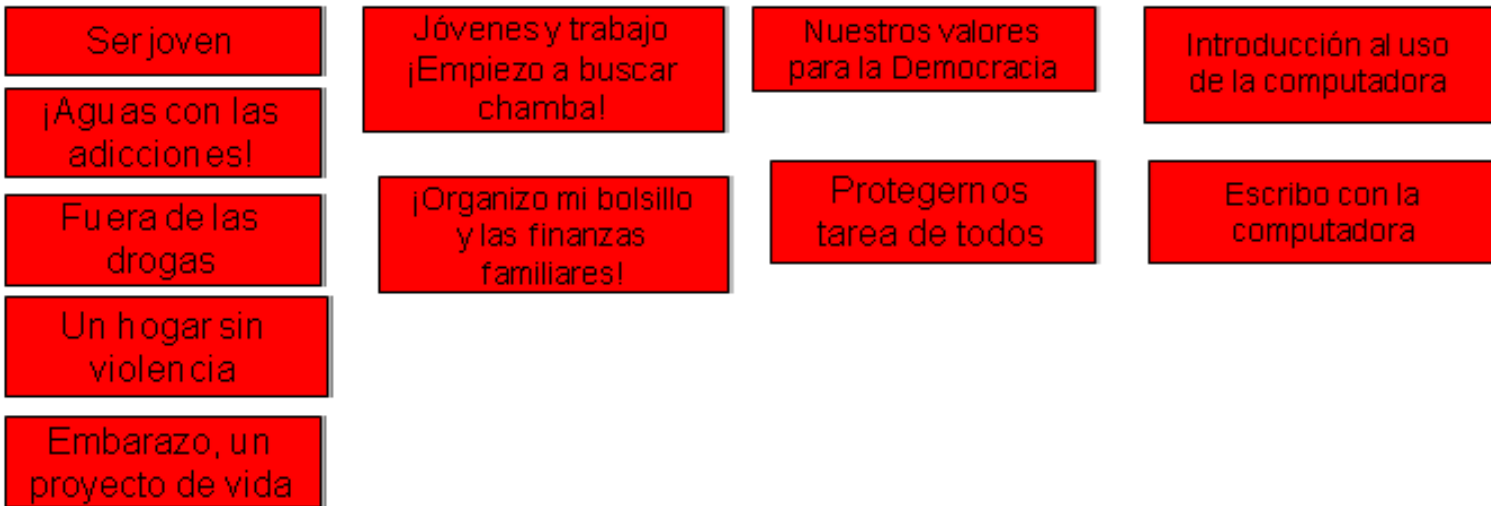 Ser joven
¡Aguas con las
adicciones!
Fuera de las
drogas
Un hogar sin
violencia
Embarazo, un
proyecto de vida
Jóvenes y trabajo
¡Empiezo a buscar
chamba!
¡Organizo mi bolsillo
y las finanzas
familiares!
Nuestros valores
para la Democracia
Protegernos
tarea de todos
Introducción al uso
de la computadora
Escribo con la
computadora